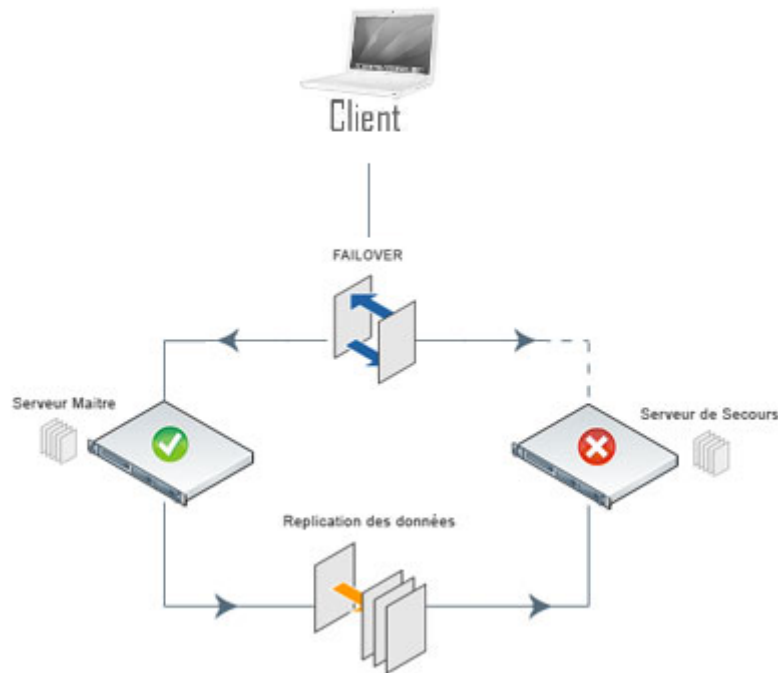 Client
FAILOVER
Serveur Maitre
Serveur de Secours
Replication des données